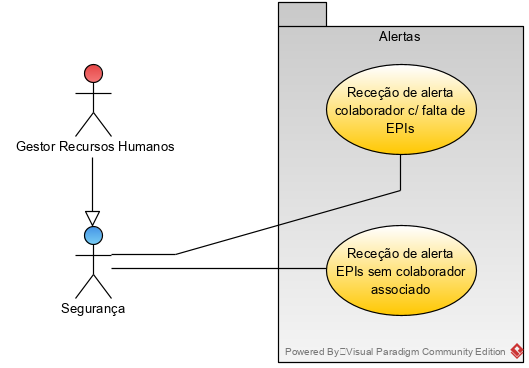 Alertas
Receção de alerta
colaborador c/ falta de
EPIs
Gestor Recursos Humanos
Receção de alerta
EPIs sem colaborador
associado
Segurança
Powered By Visual Paradigm Community Edition